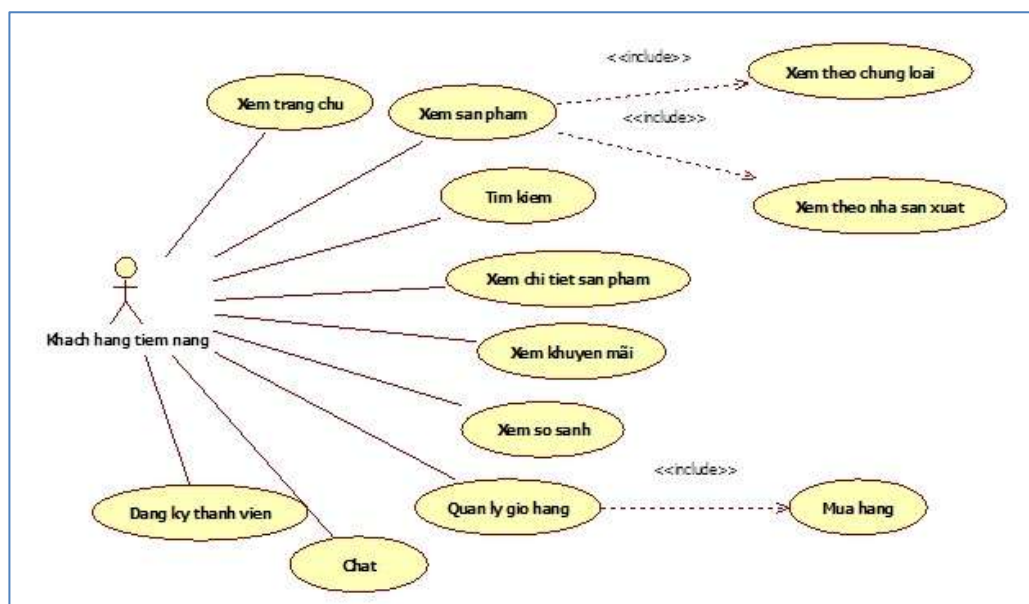 <<include>>
Xem theo chung loai
Xem trang chu
Xem san pham
<<include>>
Tim kiem
Xem theo nha san xuat
Xem chi tiet san pham
Khach hang tiem nang
Xem khuyen mãi
Xem so sanh
<<include>>
Dang ky thanh vien
Quan ly gio hang
Mua hang
Chat